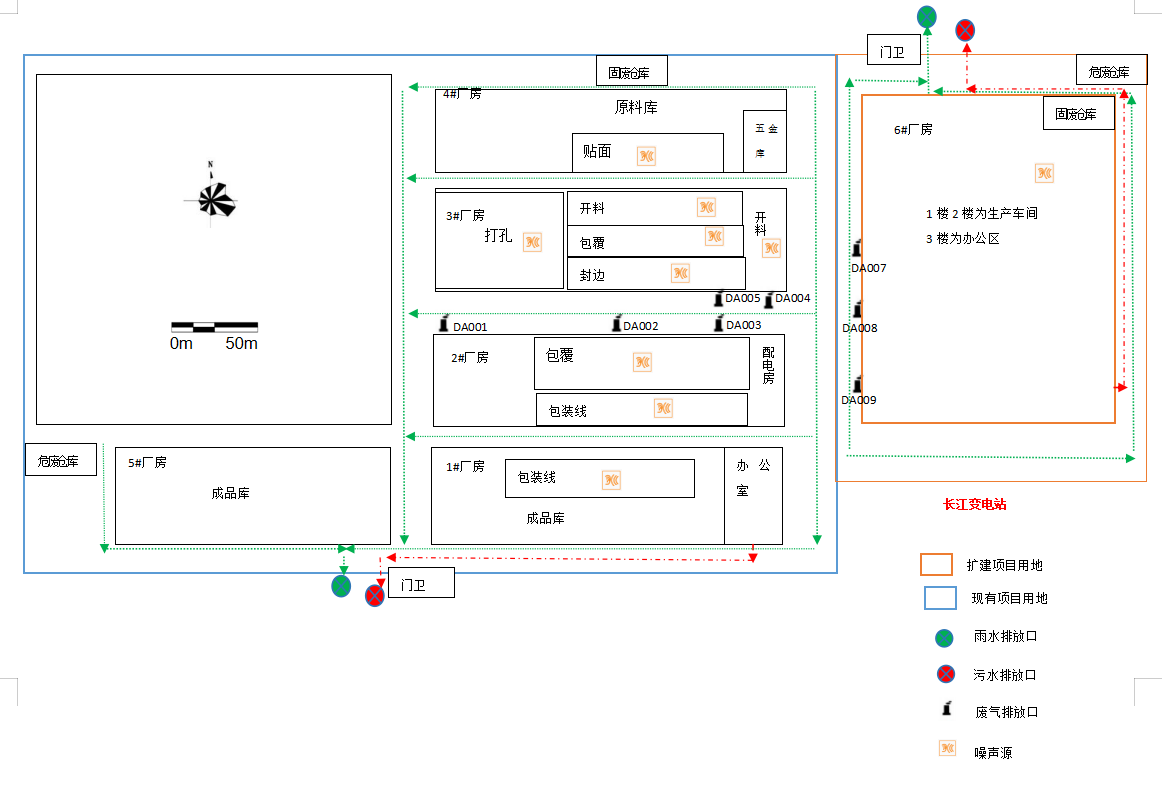 门卫
固废仓库
危废仓库
4#厂房
原料库
五 金
库
贴面
固废仓库
6#厂房
N
3#厂房
打孔
开料
包覆
封边
开
料
1 楼 2 楼为生产车间
3 楼为办公区
DA007
DA005
DA004
0m
50m
DA001
DA002
DA003
DA008
2#厂房
包覆
配
电
房
包装线
DA009
危废仓库
5#厂房
成品库
1#厂房
包装线
成品库
办 公
室
长江变电站
门卫
扩建项目用地
现有项目用地
雨水排放口
污水排放口
废气排放口
噪声源